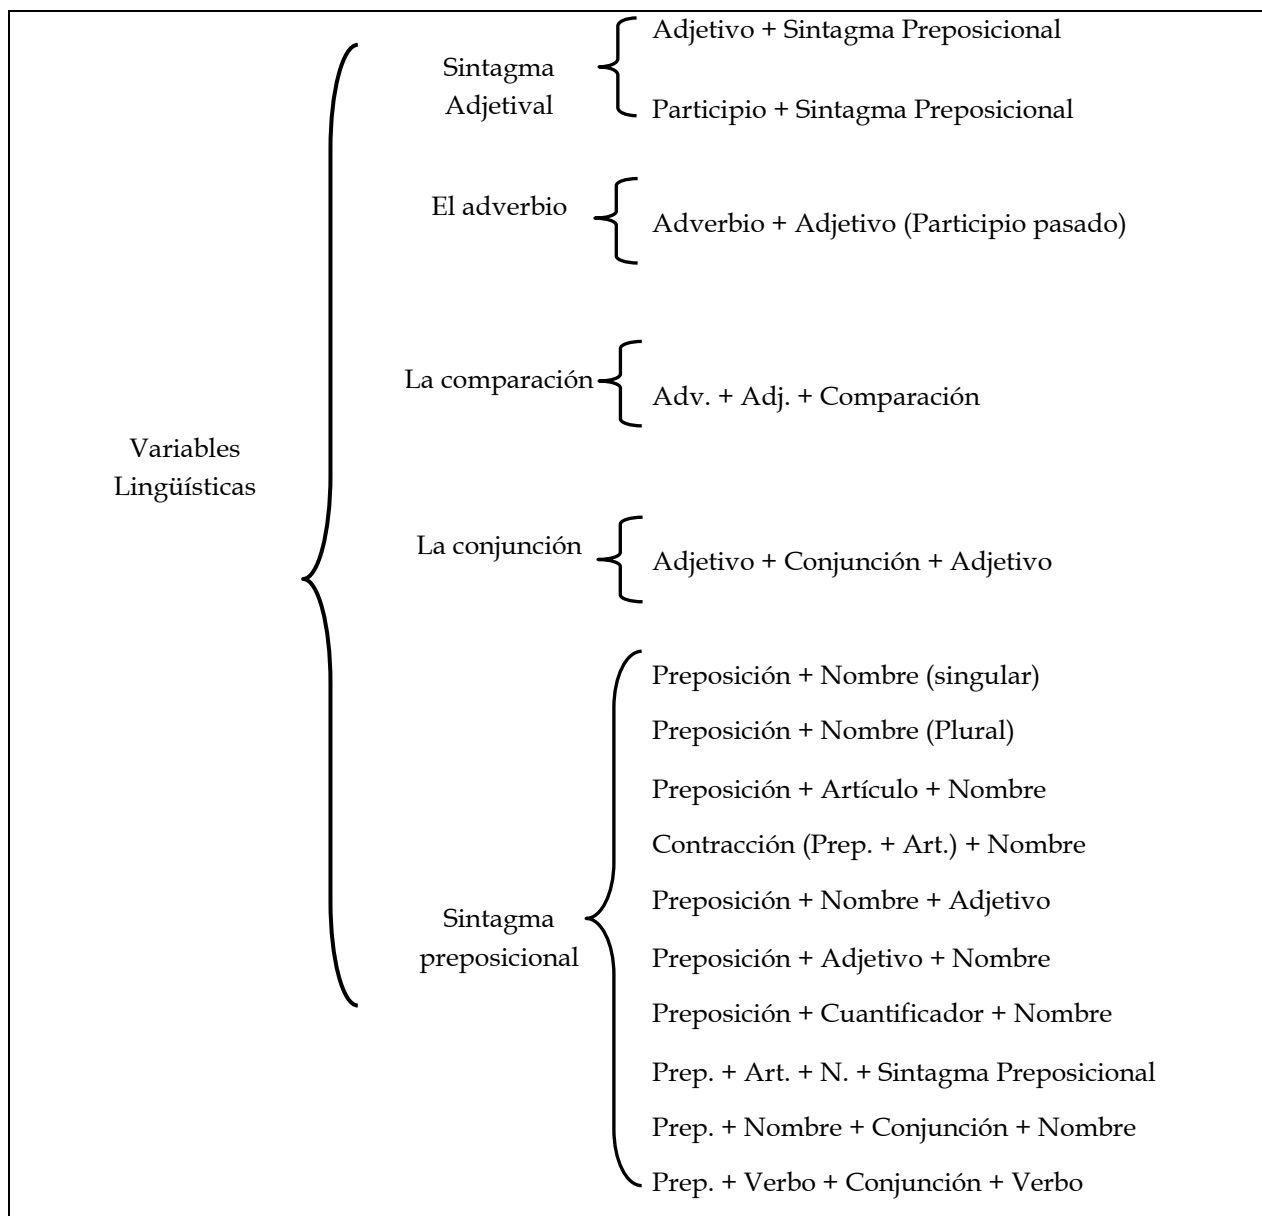 Variables
Lingüísticas
Sintagma
Adjetival
Adjetivo + Sintagma Preposicional
Participio + Sintagma Preposicional
El adverbio
Adverbio + Adjetivo (Participio pasado)
La comparación
Adv. + Adj. + Comparación
La conjunción
Adjetivo + Conjunción + Adjetivo
Sintagma
preposicional
Preposición + Nombre (singular)
Preposición + Nombre (Plural)
Preposición + Artículo + Nombre
Contracción (Prep. + Art.) + Nombre
Preposición + Nombre + Adjetivo
Preposición + Adjetivo + Nombre
Preposición + Cuantificador + Nombre
Prep. + Art. + N. + Sintagma Preposicional
Prep. + Nombre + Conjunción + Nombre
Prep. + Verbo + Conjunción + Verbo